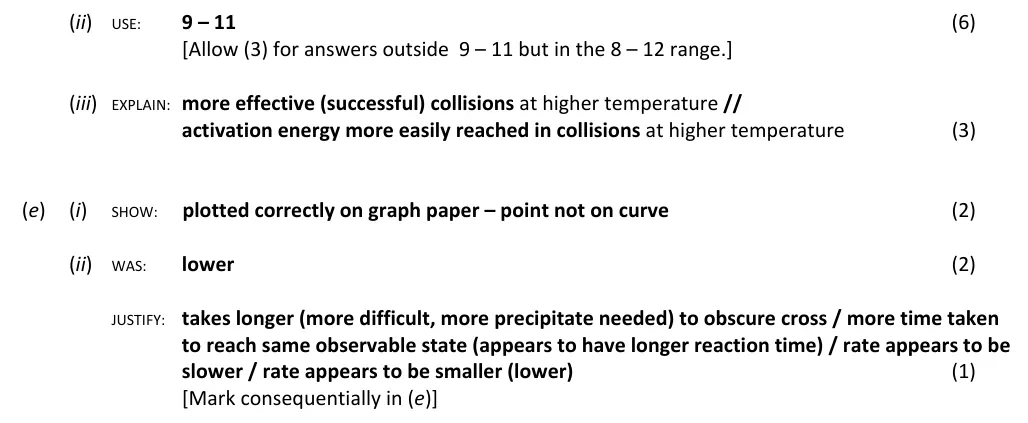 (ii) USE: 9 – 11 (6)
[Allow (3) for answers outside 9 – 11 but in the 8 – 12 range.]
(iii) EXPLAIN: more effective (successful) collisions at higher temperature //
activation energy more easily reached in collisions at higher temperature (3)
(e) (i) SHOW: plotted correctly on graph paper – point not on curve (2)
(ii) WAS: lower (2)
JUSTIFY: takes longer (more difficult, more precipitate needed) to obscure cross / more time taken
to reach same observable state (appears to have longer reaction time) / rate appears to be
slower / rate appears to be smaller (lower) (1)
[Mark consequentially in (e)]